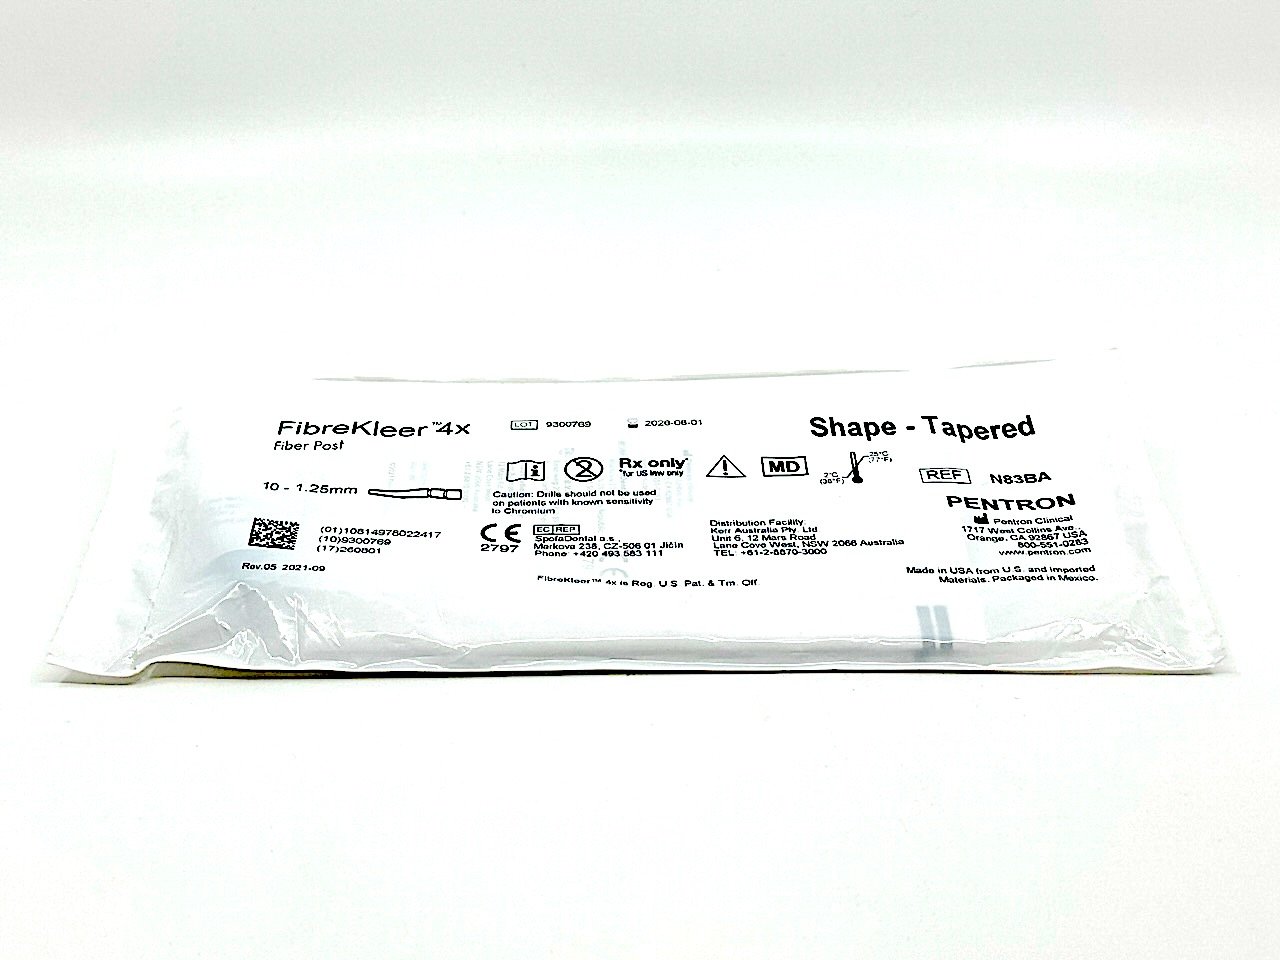 FibreKleer™4x
Fiber Post
LOT 9300769
2026-08-01
Shape - Tapered
Rx only*
*for US law only
MD
2°C
(36°F)
25°C
(77°F)
REF N83BA
10 - 1.25mm
Caution: Drills should not be used
on patients with known sensitivity
to Chromium
PENTRON
Pentron Clinical
1717 West Collins Ave.,
Orange, CA 92867 USA
800-551-0283
www.pentron.com
(01)10814978022417
(10)9300769
(17)260801
CE
2797
EC REP
SpofaDental a.s.
Markova 238, CZ-506 01 Jičín
Phone: +420 493 583 111
Distribution Facility:
Kerr Australia Pty. Ltd
Unit 6, 12 Mars Road
Lane Cove West, NSW 2066 Australia
TEL +61-2-8870-3000
Rev.05 2021-09
FibreKleer™ 4x is Reg. U.S. Pat. & Tm. Off.
Made in USA from U.S. and Imported
Materials. Packaged in Mexico.